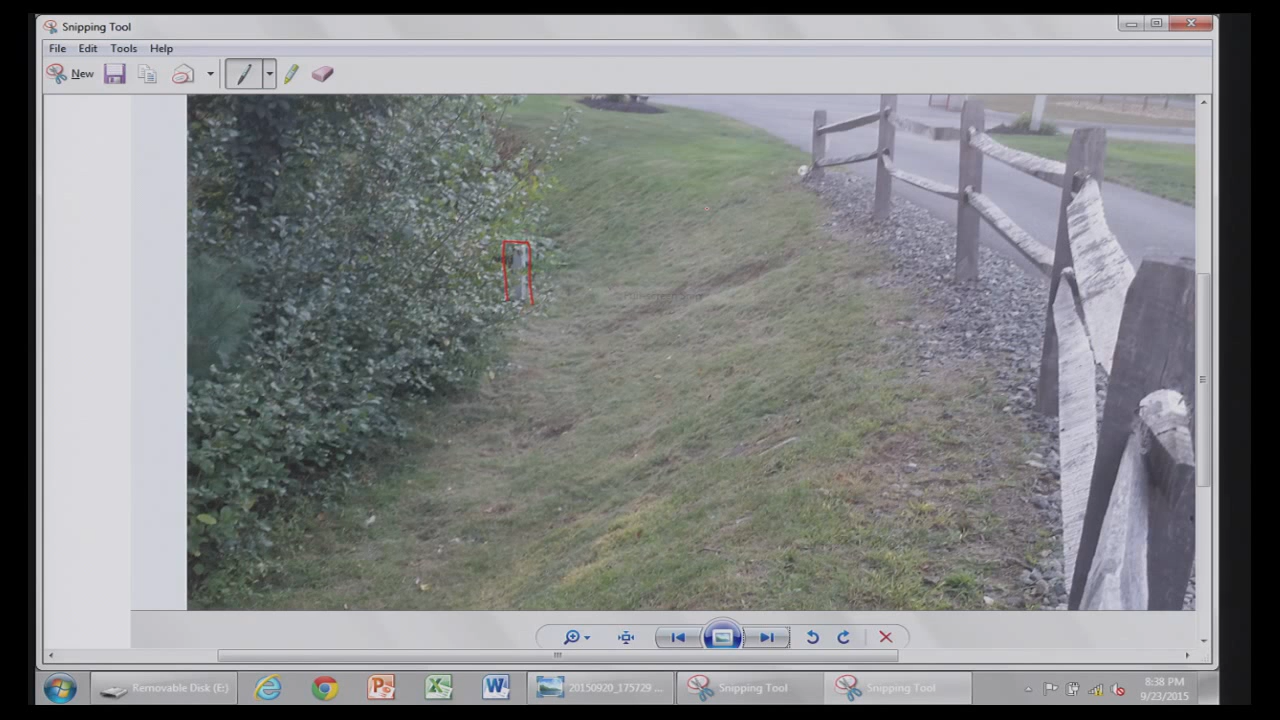 Snipping Tool
File Edit Tools Help
New
Removable Disk (E:)
20150920_175729 ...
Snipping Tool
Snipping Tool
8:38 PM
9/23/2015